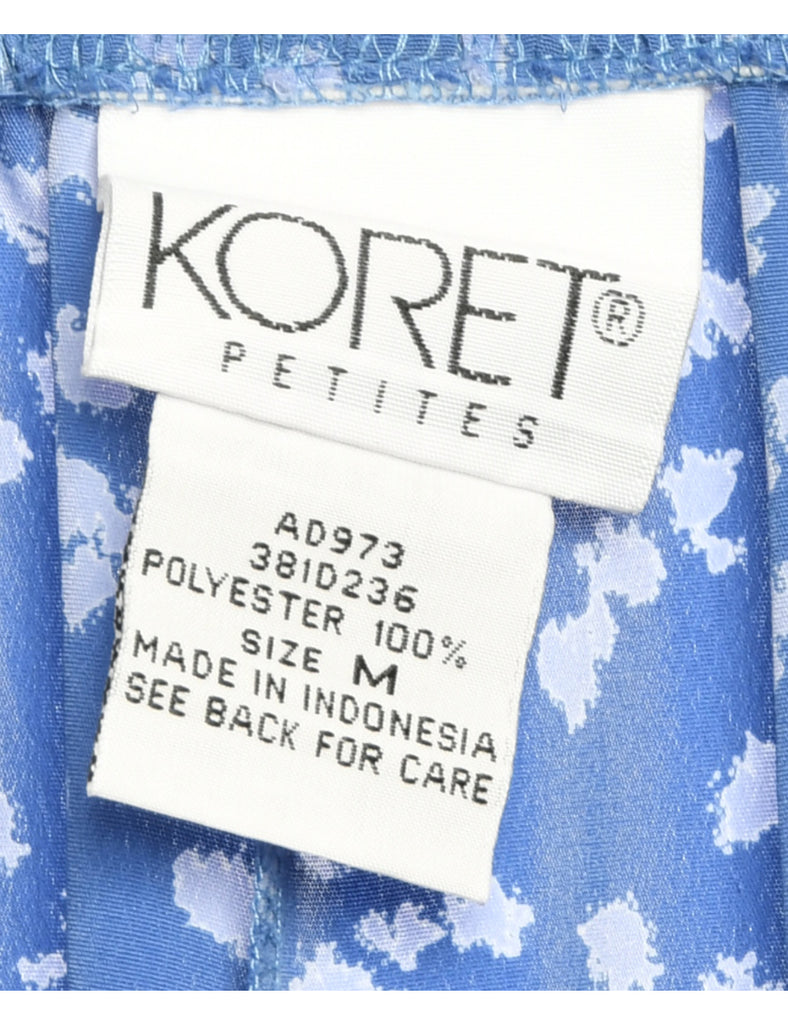 KORET®
PETITES
AD973
381D236
POLYESTER 100%
SIZE M
MADE IN INDONESIA
SEE BACK FOR CARE